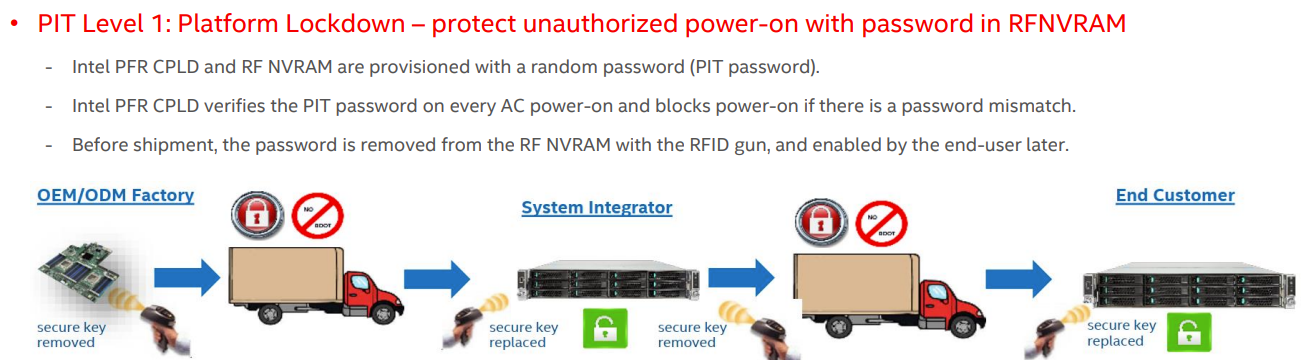 • PIT Level 1: Platform Lockdown – protect unauthorized power-on with password in RFNVRAM
- Intel PFR CPLD and RF NVRAM are provisioned with a random password (PIT password).
- Intel PFR CPLD verifies the PIT password on every AC power-on and blocks power-on if there is a password mismatch.
- Before shipment, the password is removed from the RF NVRAM with the RFID gun, and enabled by the end-user later.
OEM/ODM Factory
System Integrator
End Customer
NO
BOOT
NO
BOOT
secure key
removed
secure key
replaced
secure key
removed
secure key
replaced